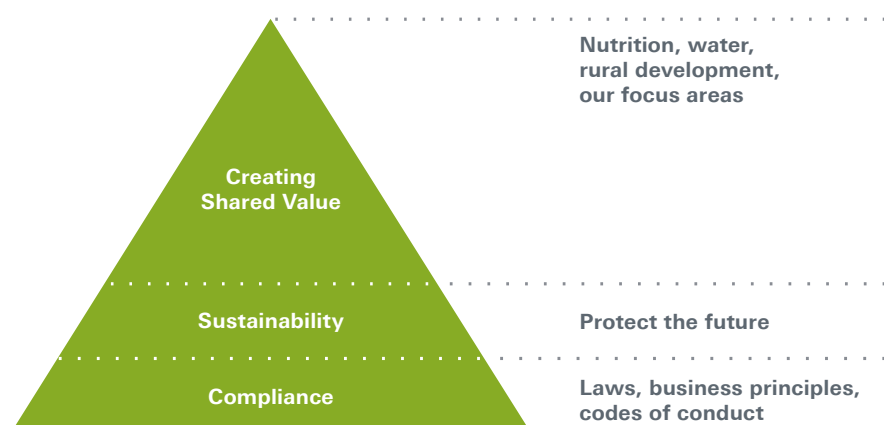 Nutrition, water,
rural development,
our focus areas
Creating
Shared Value
Sustainability
Protect the future
Compliance
Laws, business principles,
codes of conduct